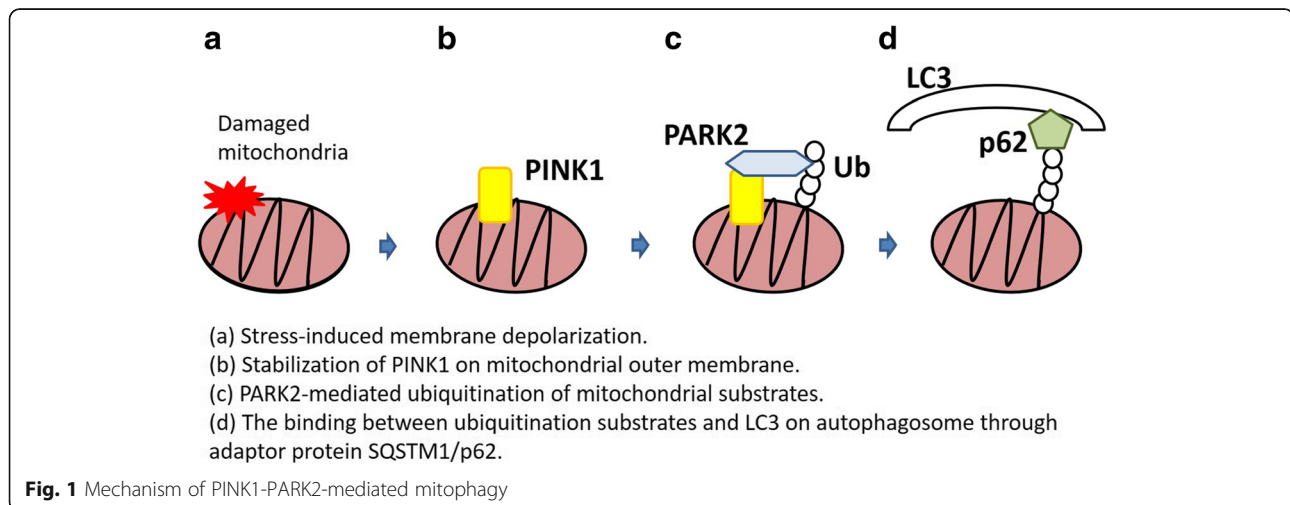 a b c d
LC3
Damaged
mitochondria
PARK2
p62
PINK1
Ub
(a) Stress-induced membrane depolarization.
(b) Stabilization of PINK1 on mitochondrial outer membrane.
(c) PARK2-mediated ubiquitination of mitochondrial substrates.
(d) The binding between ubiquitination substrates and LC3 on autophagosome through
adaptor protein SQSTM1/p62.
Fig. 1 Mechanism of PINK1-PARK2-mediated mitophagy